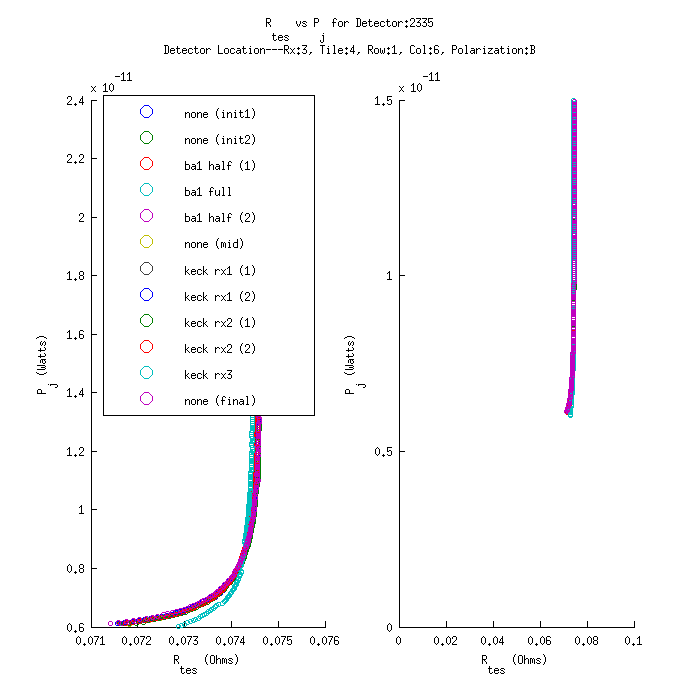 R tes vs P j for Detector:2335
Detector Location---Rx:3, Tile:4, Row:1, Col:6, Polarization:B
x 10^-11
2.4
2.2
2
1.8
1.6
1.4
1.2
1
0.8
0.6
P j (Watts)
none (init1)
none (init2)
ba1 half (1)
ba1 full
ba1 half (2)
none (mid)
keck rx1 (1)
keck rx1 (2)
keck rx2 (1)
keck rx2 (2)
keck rx3
none (final)
0.071 0.072 0.073 0.074 0.075 0.076
R tes (Ohms)
x 10^-11
1.5
1
0.5
0
P j (Watts)
0 0.02 0.04 0.06 0.08 0.1
R tes (Ohms)